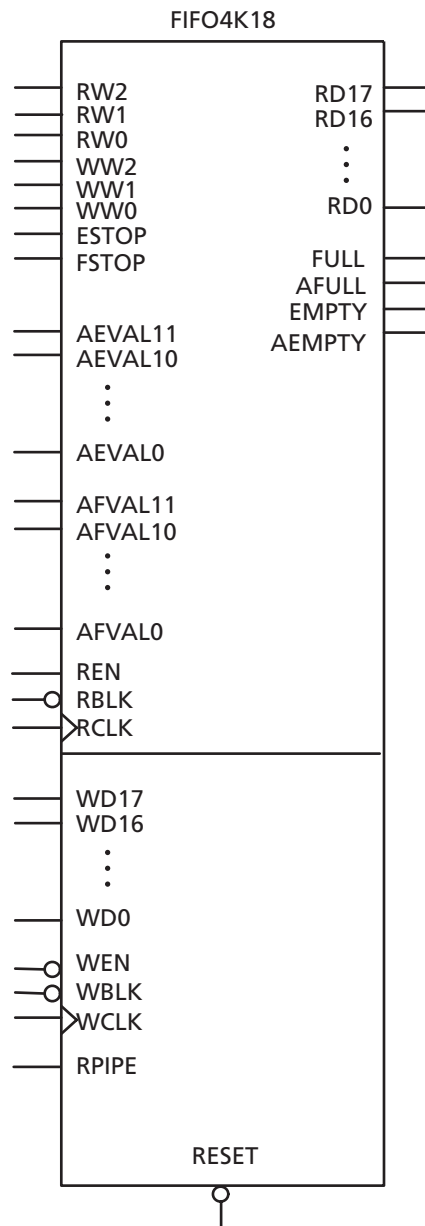 FIFO4K18
RW2
RW1
RW0
WW2
WW1
WW0
ESTOP
FSTOP
AEVAL11
AEVAL10
AEVAL0
AFVAL11
AFVAL10
AFVAL0
REN
RBLK
RCLK
RD17
RD16
RD0
FULL
AFULL
EMPTY
AEMPTY
WD17
WD16
WD0
WEN
WBLK
WCLK
RPIPE
RESET